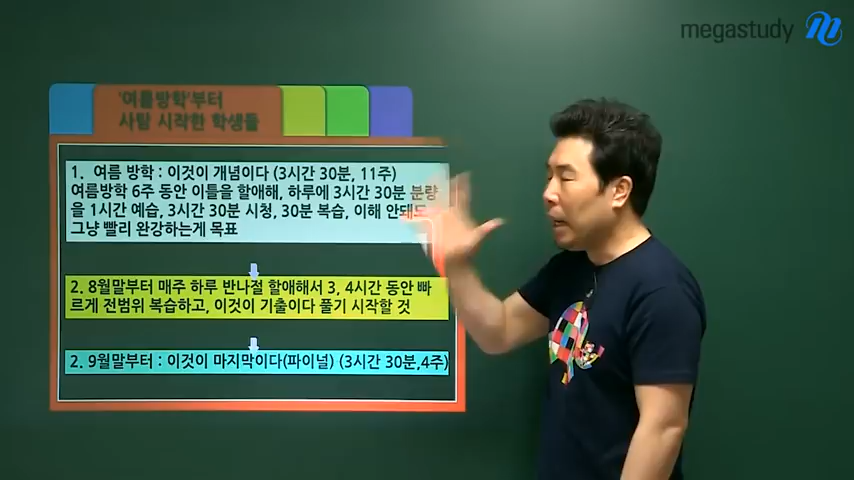 megastudy
'여름방학'부터
사탐 시작한 학생들
1. 여름 방학 : 이것이 개념이다 (3시간 30분, 11주)
여름방학 6주 동안 이틀을 할애해, 하루에 3시간 30분 분량
을 1시간 예습, 3시간 30분 시청, 30분 복습, 이해 안돼도
그냥 빨리 완강하는게 목표
2. 8월말부터 매주 하루 반나절 할애해서 3, 4시간 동안 빠
르게 전범위 복습하고, 이것이 기출이다 풀기 시작할 것
2. 9월말부터 : 이것이 마지막이다(파이널) (3시간 30분,4주)